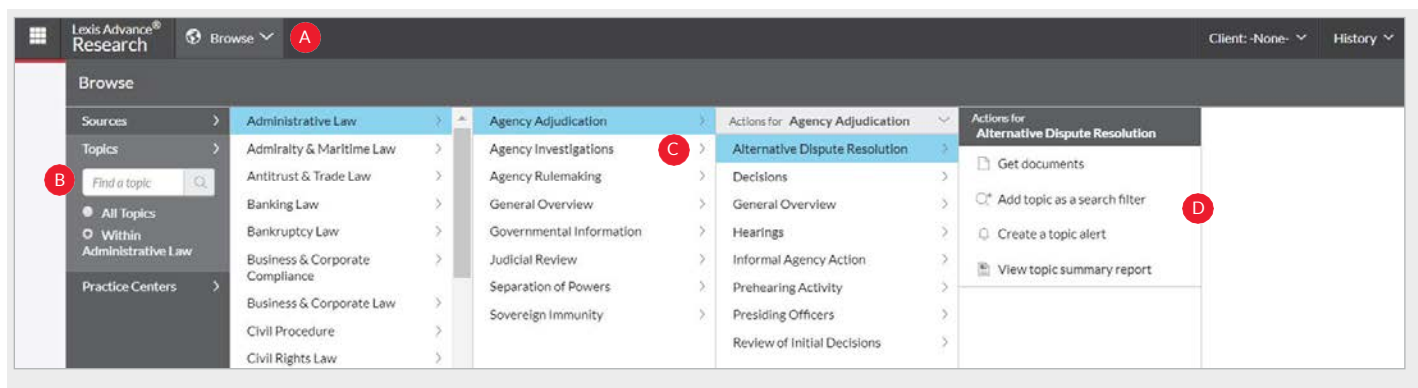 Lexis Advance®
Research
Browse
A
Client: -None-
History
Browse
Sources
Topics
B
Find a topic
All Topics
Within
Administrative Law
Practice Centers
Administrative Law
Admiralty & Maritime Law
Antitrust & Trade Law
Banking Law
Bankruptcy Law
Business & Corporate
Compliance
Business & Corporate Law
Civil Procedure
Civil Rights Law
Agency Adjudication
Agency Investigations
C
Agency Rulemaking
General Overview
Governmental Information
Judicial Review
Separation of Powers
Sovereign Immunity
Actions for Agency Adjudication
Alternative Dispute Resolution
Decisions
General Overview
Hearings
Informal Agency Action
Prehearing Activity
Presiding Officers
Review of Initial Decisions
Actions for
Alternative Dispute Resolution
Get documents
Add topic as a search filter
D
Create a topic alert
View topic summary report